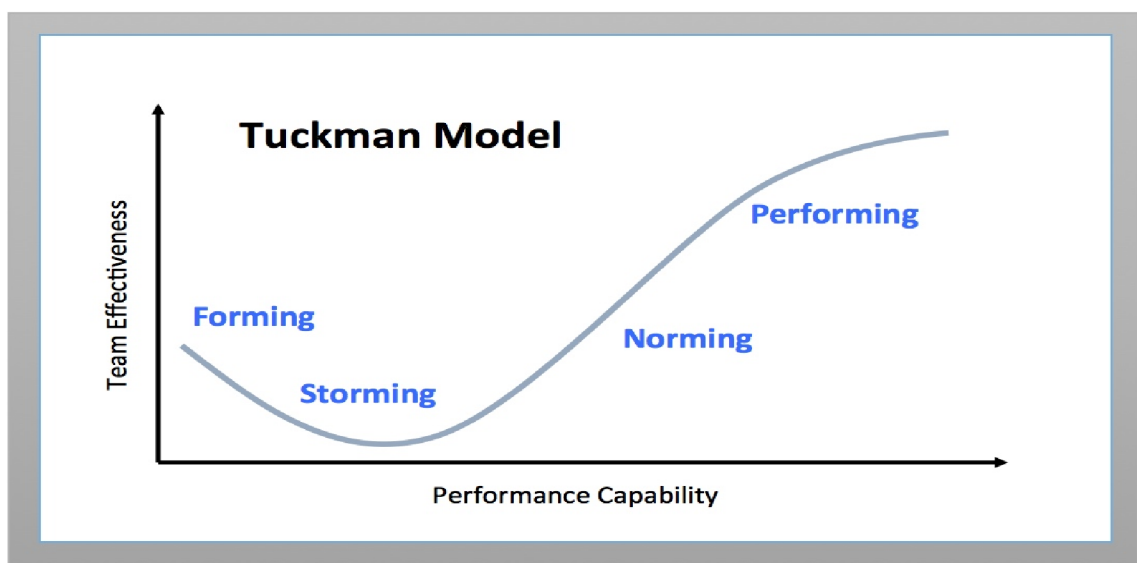 Tuckman Model
Team Effectiveness
Forming
Storming
Norming
Performing
Performance Capability